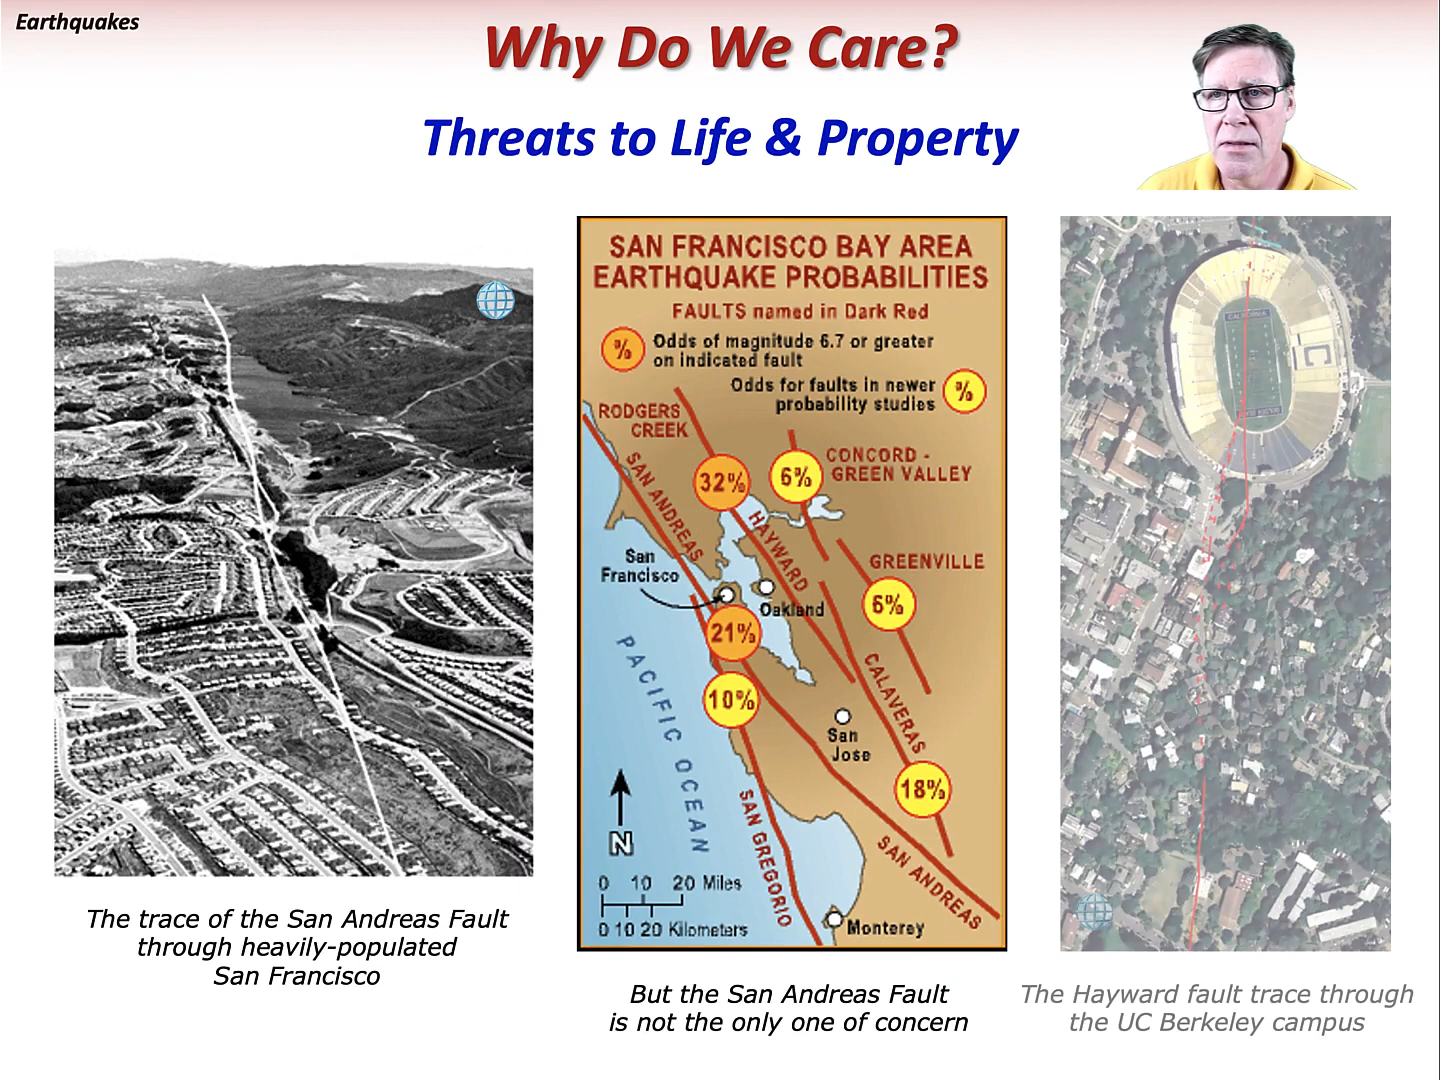 Earthquakes
Why Do We Care?
Threats to Life & Property
SAN FRANCISCO BAY AREA
EARTHQUAKE PROBABILITIES
FAULTS named in Dark Red
% Odds of magnitude 6.7 or greater
on indicated fault
Odds for faults in newer %
probability studies
RODGERS
CREEK
SAN ANDREAS
32%
6%
CONCORD -
GREEN VALLEY
HAYWARD
GREENVILLE
San
Francisco
Oakland
6%
21%
10%
PACIFIC OCEAN
CALAVERAS
San
Jose
18%
N
SAN GREGORIO
SAN ANDREAS
0 10 20 Miles
0 10 20 Kilometers
Monterey
CALIFORNIA
C
The trace of the San Andreas Fault
through heavily-populated
San Francisco
But the San Andreas Fault
is not the only one of concern
The Hayward fault trace through
the UC Berkeley campus